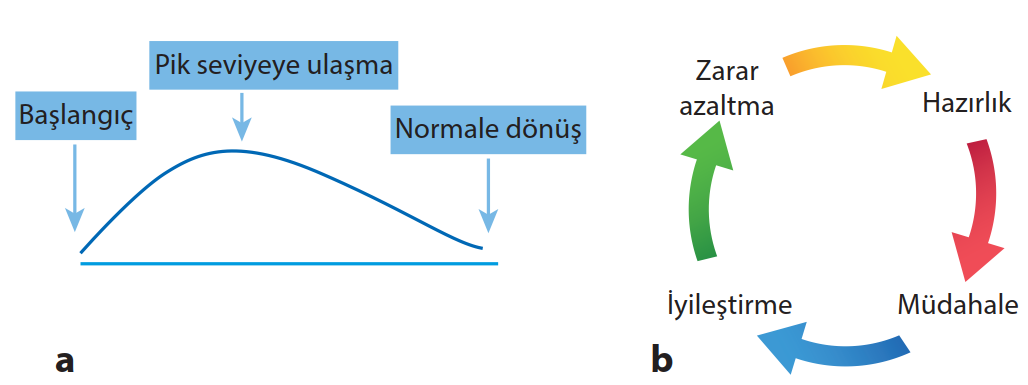 Başlangıç
Pik seviyeye ulaşma
Normale dönüş
a
Zarar
azaltma
Hazırlık
Müdahale
İyileştirme
b